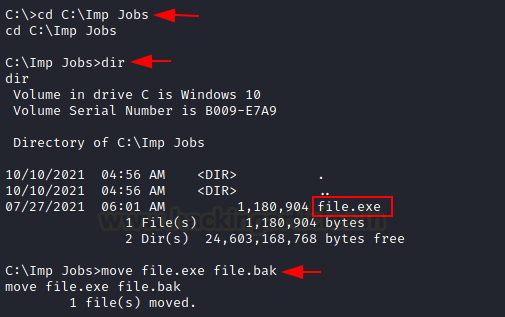 C:\>cd C:\Imp Jobs
cd C:\Imp Jobs
C:\Imp Jobs>dir
dir
Volume in drive C is Windows 10
Volume Serial Number is B009-E7A9
Directory of C:\Imp Jobs
10/10/2021  04:56 AM    <DIR>          .
10/10/2021  04:56 AM    <DIR>          ..
07/27/2021  06:01 AM         1,180,904 file.exe
1 File(s)      1,180,904 bytes
2 Dir(s)  24,603,168,768 bytes free
C:\Imp Jobs>move file.exe file.bak
move file.exe file.bak
1 file(s) moved.